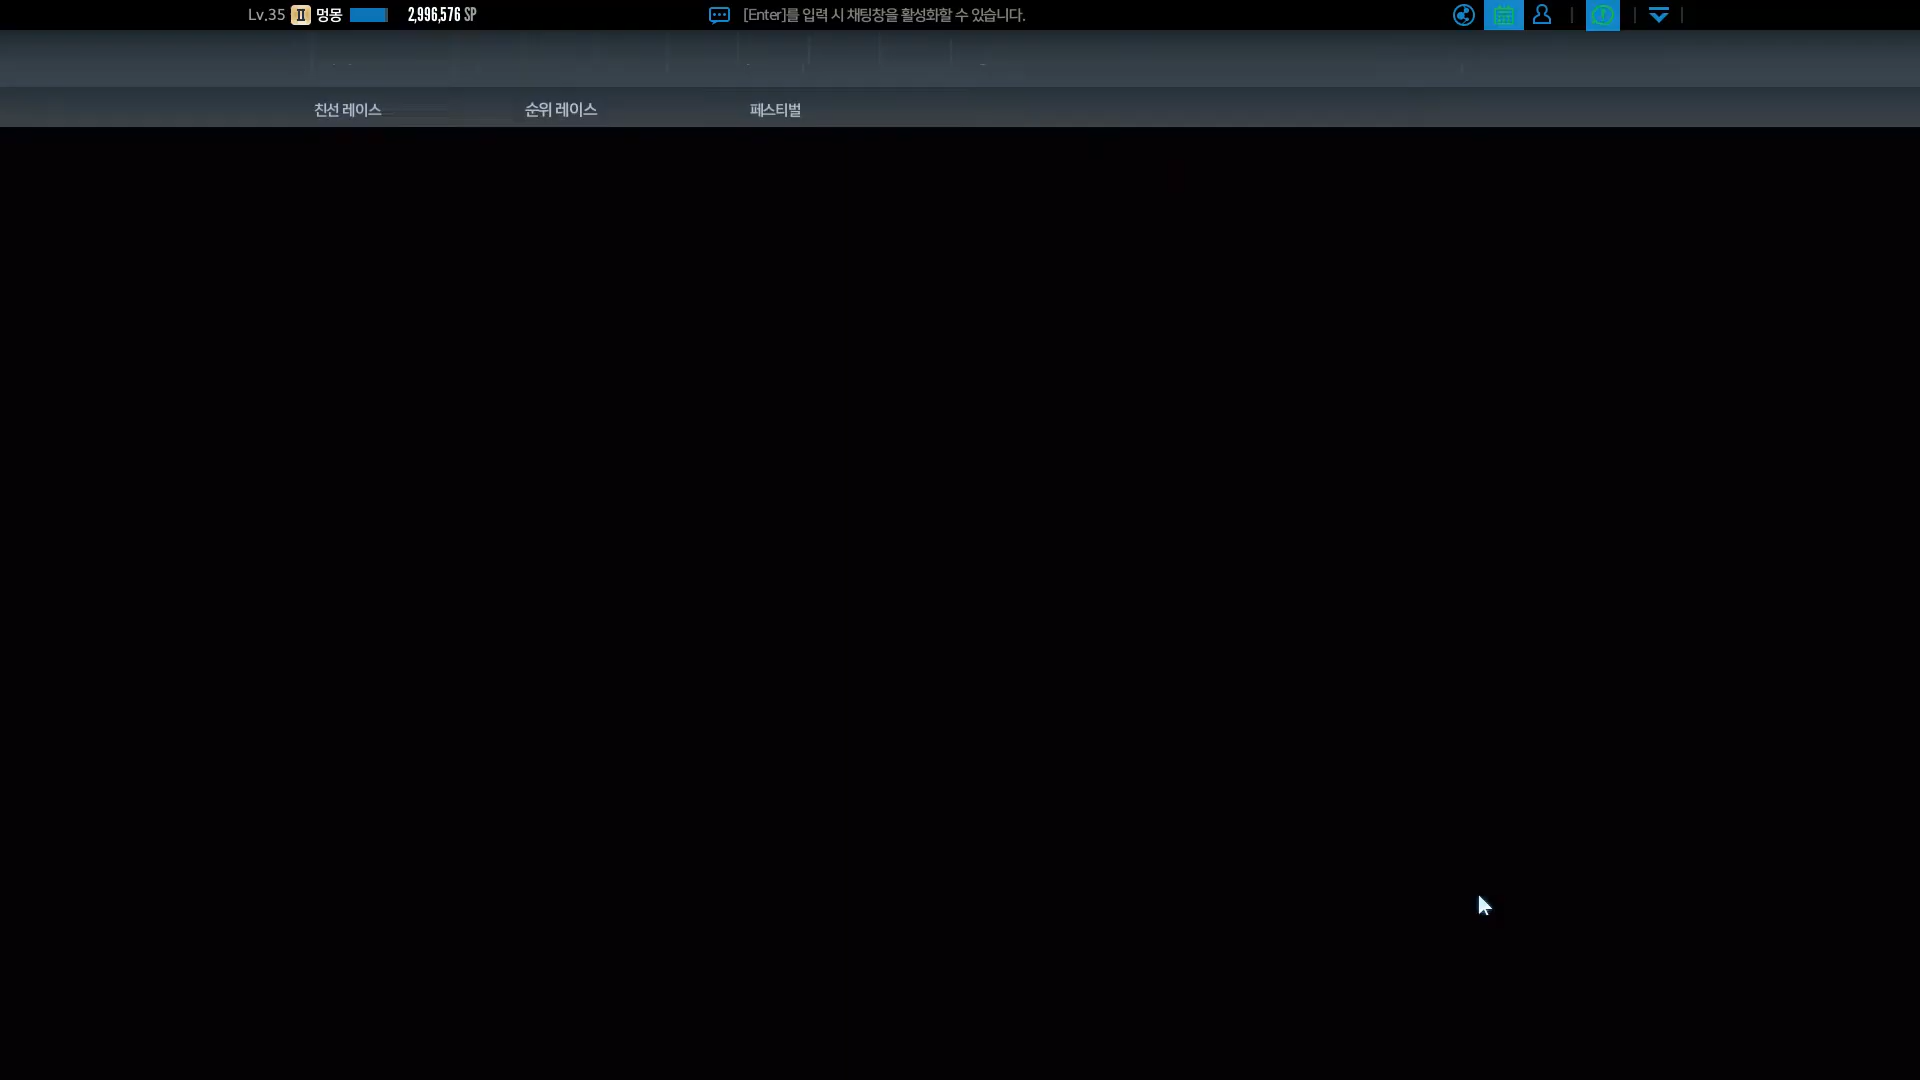 Lv.35 Ⅱ 멍몽 2,996,576 SP [Enter]를 입력 시 채팅창을 활성화할 수 있습니다.
친선 레이스 순위 레이스 페스티벌